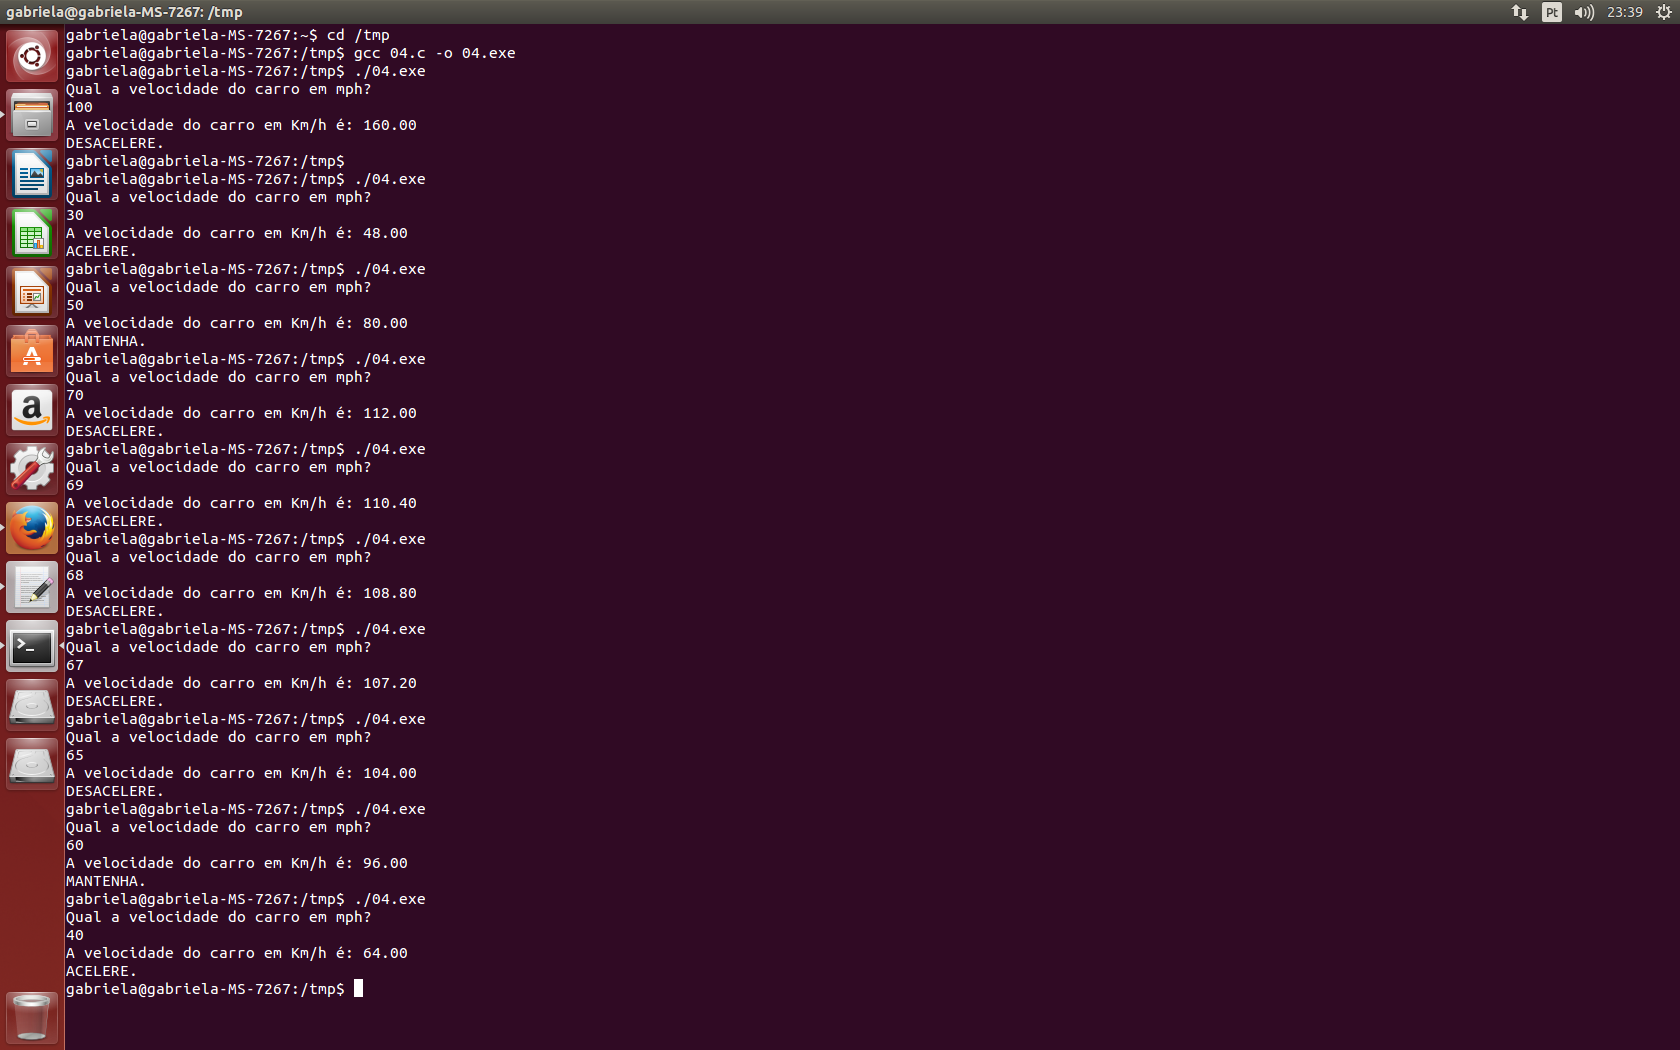 gabriela@gabriela-MS-7267: /tmp
Pt
23:39
gabriela@gabriela-MS-7267:~$ cd /tmp
gabriela@gabriela-MS-7267:/tmp$ gcc 04.c -o 04.exe
gabriela@gabriela-MS-7267:/tmp$ ./04.exe
Qual a velocidade do carro em mph?
100
A velocidade do carro em Km/h é: 160.00
DESACELERE.
gabriela@gabriela-MS-7267:/tmp$
gabriela@gabriela-MS-7267:/tmp$ ./04.exe
Qual a velocidade do carro em mph?
30
A velocidade do carro em Km/h é: 48.00
ACELERE.
gabriela@gabriela-MS-7267:/tmp$ ./04.exe
Qual a velocidade do carro em mph?
50
A velocidade do carro em Km/h é: 80.00
MANTENHA.
gabriela@gabriela-MS-7267:/tmp$ ./04.exe
Qual a velocidade do carro em mph?
70
A velocidade do carro em Km/h é: 112.00
DESACELERE.
gabriela@gabriela-MS-7267:/tmp$ ./04.exe
Qual a velocidade do carro em mph?
69
A velocidade do carro em Km/h é: 110.40
DESACELERE.
gabriela@gabriela-MS-7267:/tmp$ ./04.exe
Qual a velocidade do carro em mph?
68
A velocidade do carro em Km/h é: 108.80
DESACELERE.
gabriela@gabriela-MS-7267:/tmp$ ./04.exe
Qual a velocidade do carro em mph?
67
A velocidade do carro em Km/h é: 107.20
DESACELERE.
gabriela@gabriela-MS-7267:/tmp$ ./04.exe
Qual a velocidade do carro em mph?
65
A velocidade do carro em Km/h é: 104.00
DESACELERE.
gabriela@gabriela-MS-7267:/tmp$ ./04.exe
Qual a velocidade do carro em mph?
60
A velocidade do carro em Km/h é: 96.00
MANTENHA.
gabriela@gabriela-MS-7267:/tmp$ ./04.exe
Qual a velocidade do carro em mph?
40
A velocidade do carro em Km/h é: 64.00
ACELERE.
gabriela@gabriela-MS-7267:/tmp$